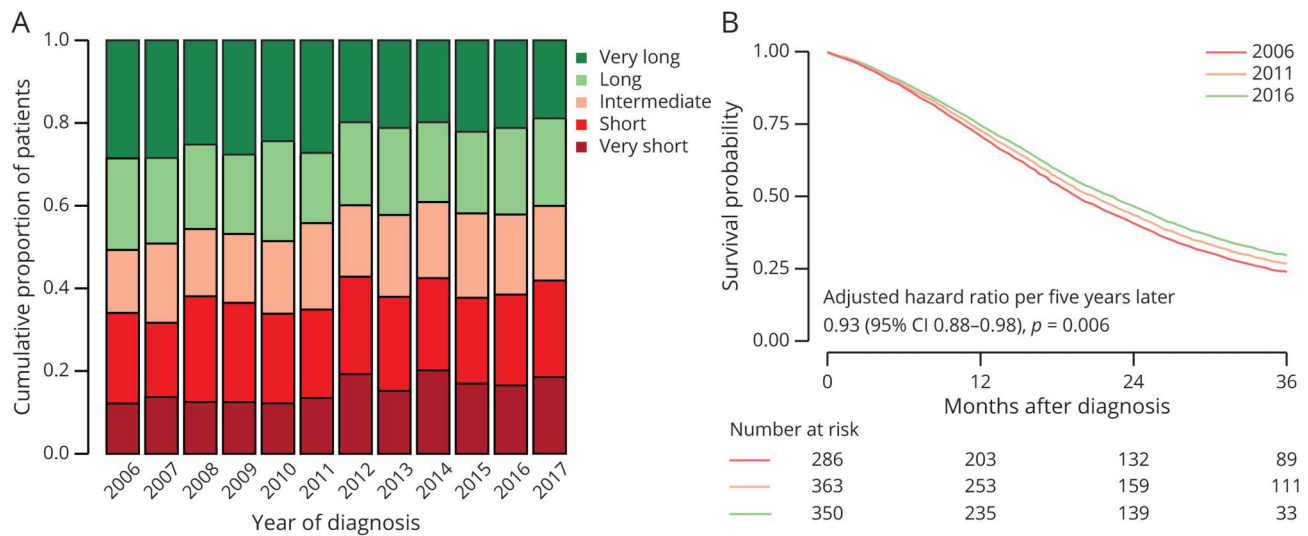 A
Cumulative proportion of patients
1.0
0.8
0.6
0.4
0.2
0.0
2006
2007
2008
2009
2010
2011
2012
2013
2014
2015
2016
2017
Year of diagnosis
Very long
Long
Intermediate
Short
Very short
B
Survival probability
1.00
0.75
0.50
0.25
0.00
2006
2011
2016
Adjusted hazard ratio per five years later
0.93 (95% CI 0.88–0.98), p = 0.006
0 12 24 36
Months after diagnosis
Number at risk
286 203 132 89
363 253 159 111
350 235 139 33